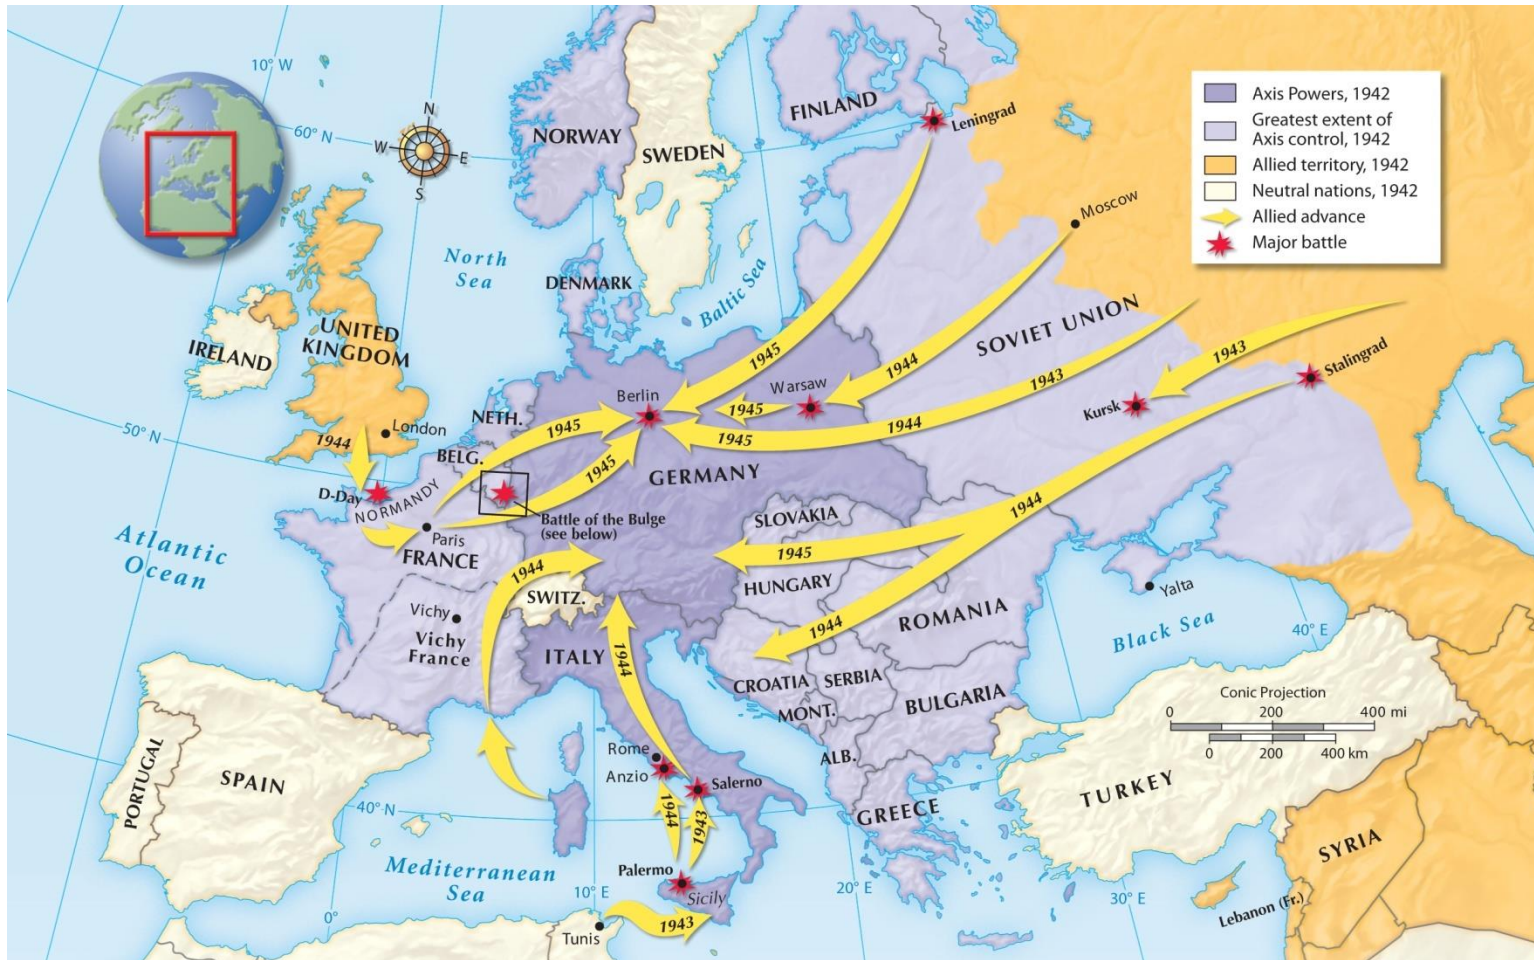 10° W
60° N
N
W
E
S
NORWAY
FINLAND
Leningrad
SWEDEN
Moscow
Axis Powers, 1942
Greatest extent of
Axis control, 1942
Allied territory, 1942
Neutral nations, 1942
Allied advance
Major battle
North
Sea
DENMARK
Baltic Sea
UNITED
KINGDOM
IRELAND
SOVIET UNION
1945
1944
1943
1943
Stalingrad
Berlin
Warsaw
1945
Kursk
NETH.
London
50° N
1944
1945
1945
1944
BELG.
1945
GERMANY
D-Day
NORMANDY
Battle of the Bulge
(see below)
SLOVAKIA
1944
Atlantic
Ocean
Paris
FRANCE
1944
1945
HUNGARY
SWITZ.
Yalta
Vichy
Vichy
France
ROMANIA
1944
Black Sea
40° E
ITALY
1944
CROATIA
SERBIA
MONT.
BULGARIA
Conic Projection
0 200 400 mi
0 200 400 km
PORTUGAL
SPAIN
Rome
Anzio
Salerno
ALB.
TURKEY
40° N
GREECE
1944
1943
SYRIA
Mediterranean
Sea
Palermo
Sicily
10° E
20° E
30° E
Lebanon (Fr.)
0°
Tunis
1943